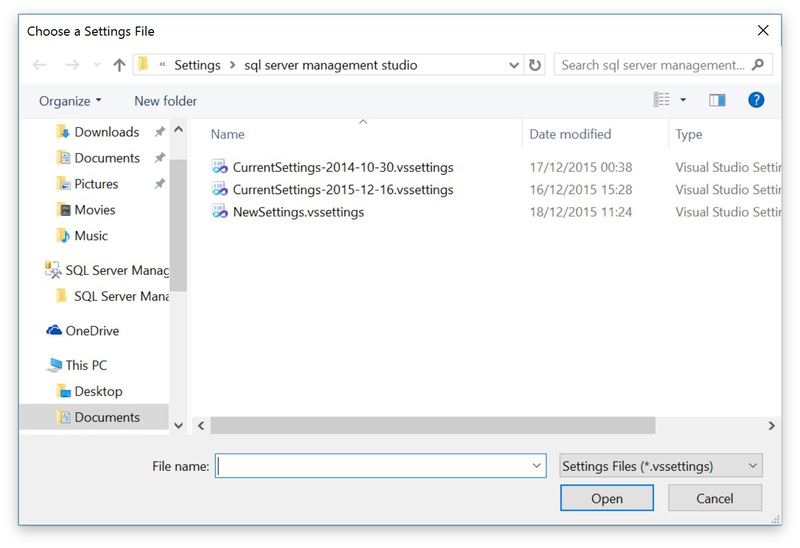 Choose a Settings File
« Settings > sql server management studio
Search sql server management...
Organize
New folder
Name
Date modified
Type
Downloads
Documents
Pictures
Movies
Music
SQL Server Manag
SQL Server Mana
OneDrive
This PC
Desktop
Documents
CurrentSettings-2014-10-30.vssettings 17/12/2015 00:38 Visual Studio Settin
CurrentSettings-2015-12-16.vssettings 16/12/2015 15:28 Visual Studio Settin
NewSettings.vssettings 18/12/2015 11:24 Visual Studio Settin
File name:
Settings Files (*.vssettings)
Open
Cancel